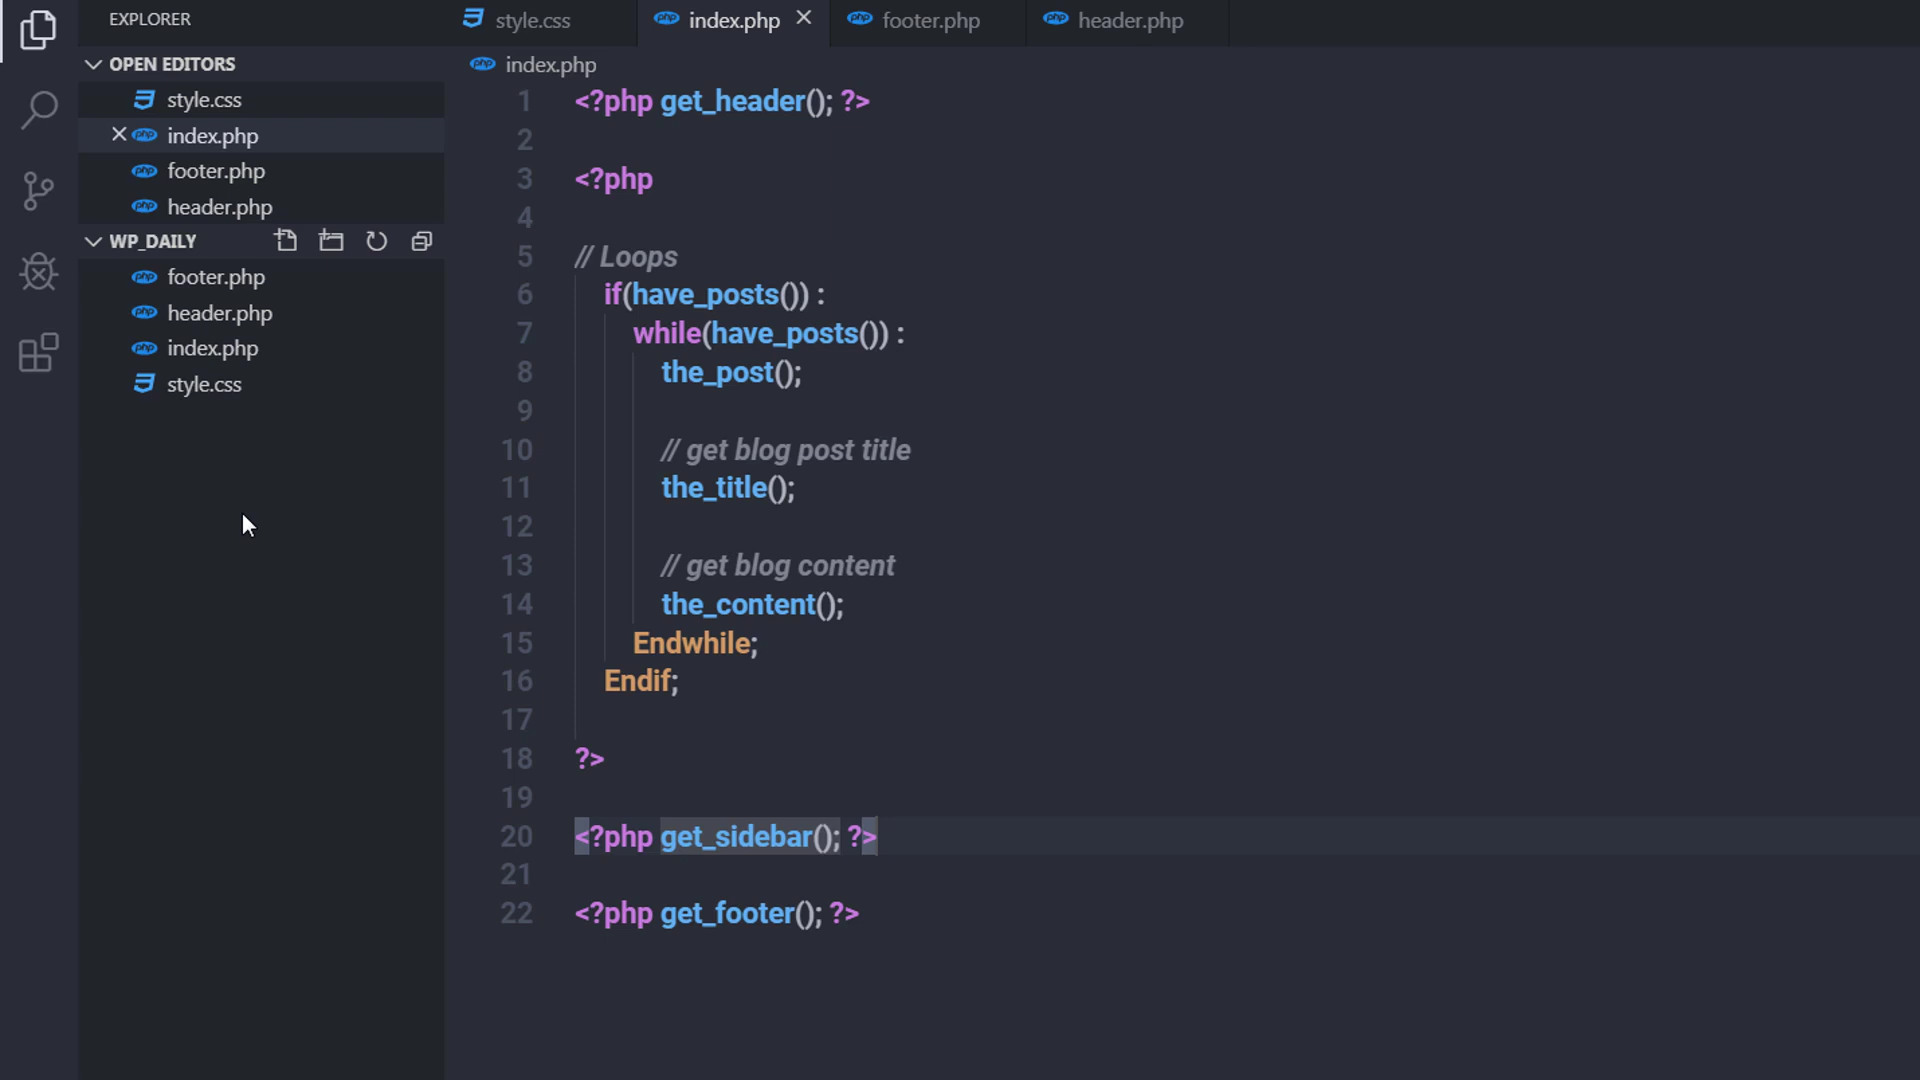 EXPLORER
OPEN EDITORS
style.css
index.php
footer.php
header.php
WP_DAILY
footer.php
header.php
index.php
style.css
style.css index.php footer.php header.php
index.php
1 <?php get_header(); ?>
2
3 <?php
4
5 // Loops
6 if(have_posts()) :
7 while(have_posts()) :
8 the_post();
9
10 // get blog post title
11 the_title();
12
13 // get blog content
14 the_content();
15 Endwhile;
16 Endif;
17
18 ?>
19
20 <?php get_sidebar(); ?>
21
22 <?php get_footer(); ?>